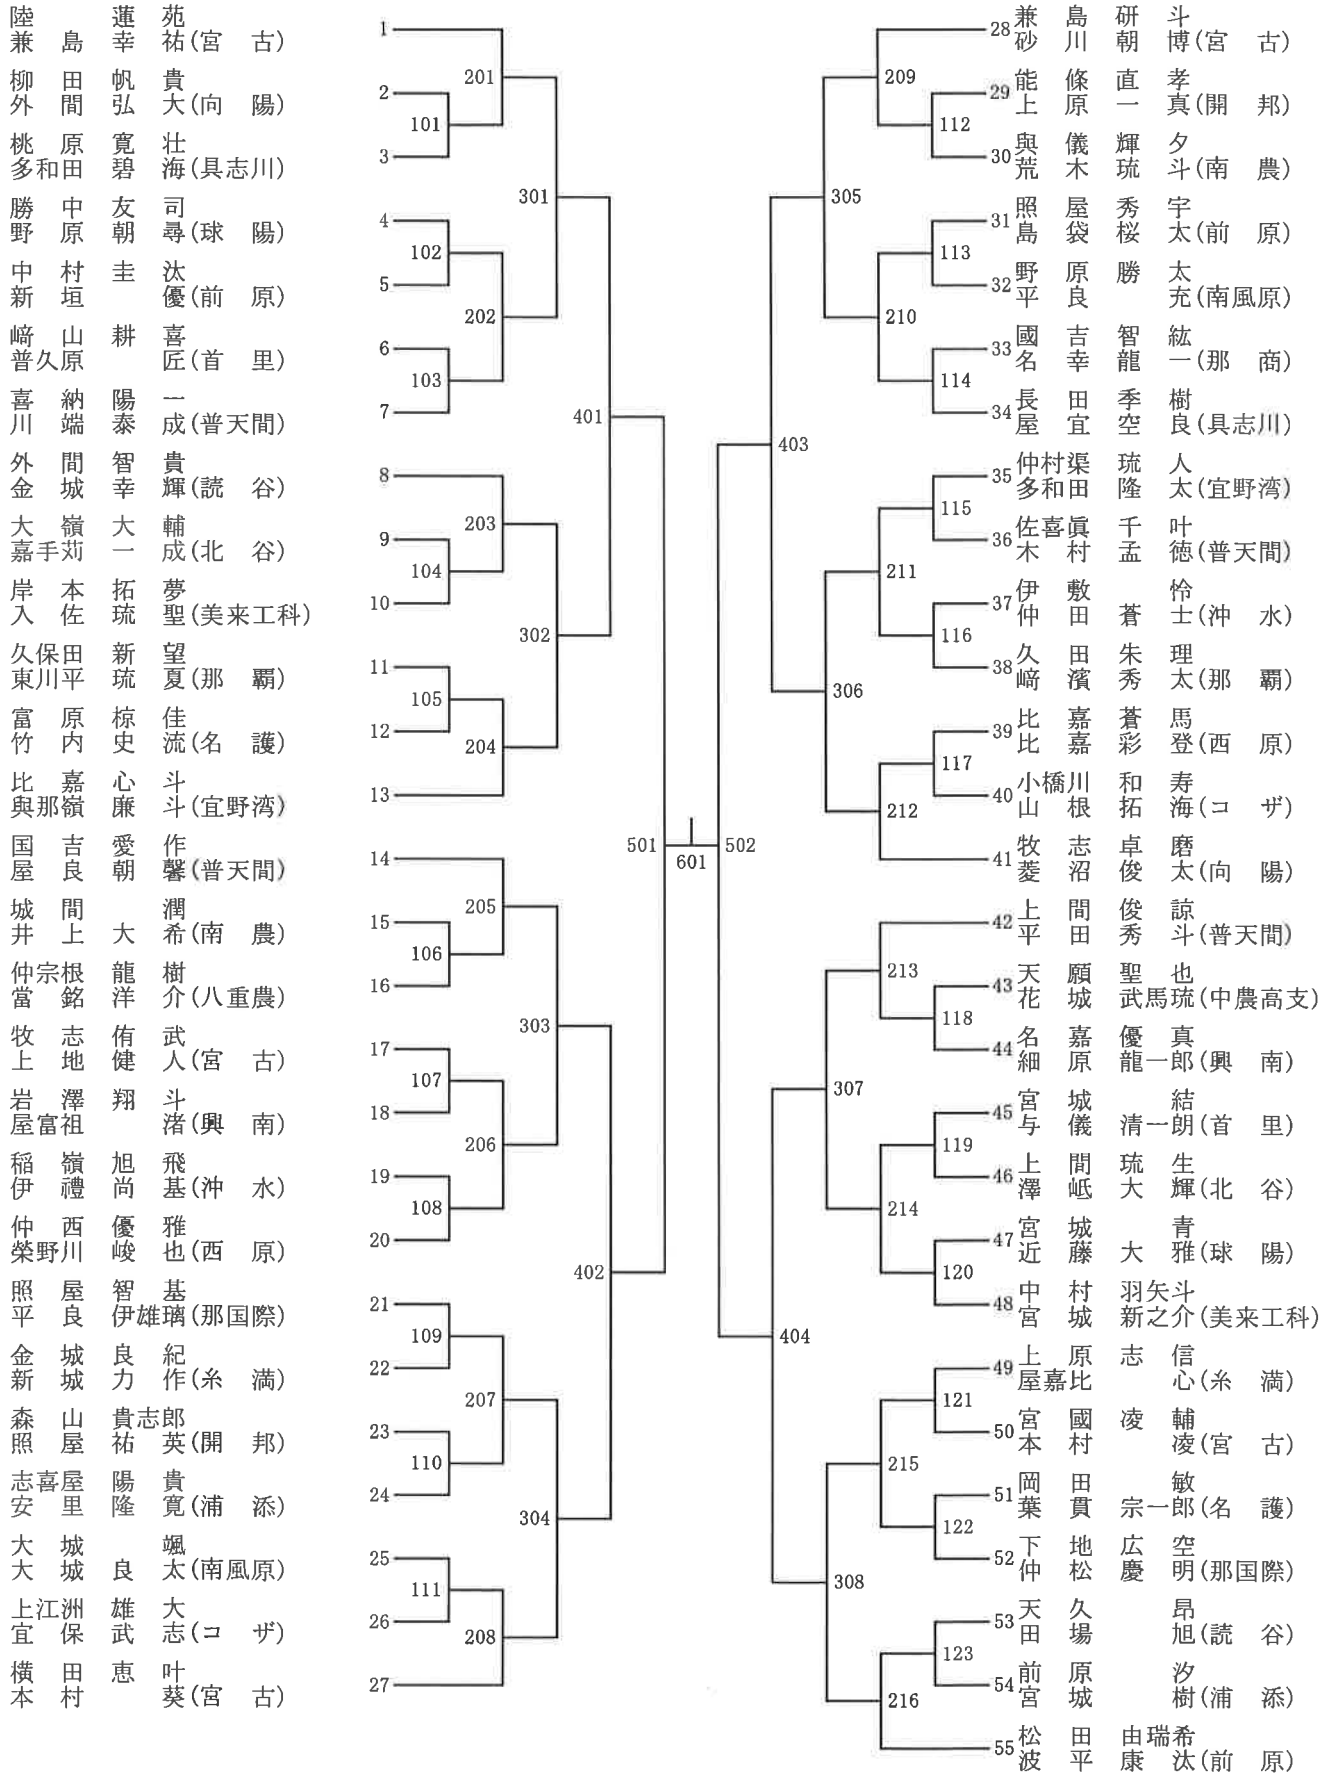 陸 蓮 苑
兼 島 幸 祐(宮 古) 1
柳 田 帆 貴
外 間 弘 大(向 陽) 2
桃 原 寛 壮
多和田 碧 海(具志川) 3
勝 中 友 司
野 原 朝 尋(球 陽) 4
中 村 圭 汰
新 垣 優(前 原) 5
﨑 山 耕 喜
普久原 匠(首 里) 6
喜 納 陽 一
川 端 泰 成(普天間) 7
外 間 智 貴
金 城 幸 輝(読 谷) 8
大 嶺 大 輔
嘉手苅 一 成(北 谷) 9
岸 本 拓 夢
入 佐 琉 聖(美来工科) 10
久保田 新 望
東川平 琉 夏(那 覇) 11
富 原 椋 佳
竹 内 史 流(名 護) 12
比 嘉 心 斗
與那嶺 廉 斗(宜野湾) 13
国 吉 愛 作
屋 良 朝 馨(普天間) 14
城 間 潤
井 上 大 希(南 農) 15
仲宗根 龍 樹
當 銘 洋 介(八重農) 16
牧 志 侑 武
上 地 健 人(宮 古) 17
岩 澤 翔 斗
屋富祖 渚(興 南) 18
稲 嶺 旭 飛
伊 禮 尚 基(沖 水) 19
仲 西 優 雅
榮野川 峻 也(西 原) 20
照 屋 智 基
平 良 伊雄璃(那国際) 21
金 城 良 紀
新 城 力 作(糸 満) 22
森 山 貴志郎
照 屋 祐 英(開 邦) 23
志喜屋 陽 貴
安 里 隆 寛(浦 添) 24
大 城 颯
大 城 良 太(南風原) 25
上江洲 雄 大
宜 保 武 志(コ ザ) 26
横 田 恵 叶
本 村 葵(宮 古) 27
201
101
301
102
202
103
401
203
104
302
105
204
501
205
106
303
107
206
108
402
109
207
110
304
111
208
601
502
209
112
305
113
210
114
403
115
211
116
306
117
212
213
118
307
119
214
120
404
121
215
122
308
123
216
兼 島 研 斗
28 砂 川 朝 博(宮 古)
能 條 直 孝
29 上 原 一 真(開 邦)
與 儀 輝 夕
30 荒 木 琉 斗(南 農)
照 屋 秀 宇
31 島 袋 桜 太(前 原)
野 原 勝 太
32 平 良 充(南風原)
國 吉 智 紘
33 名 幸 龍 一(那 商)
長 田 季 樹
34 屋 宜 空 良(具志川)
仲村渠 琉 人
35 多和田 隆 太(宜野湾)
佐喜眞 千 叶
36 木 村 孟 徳(普天間)
伊 敷 怜
37 仲 田 蒼 士(沖 水)
久 田 朱 理
38 﨑 濱 秀 太(那 覇)
比 嘉 蒼 馬
39 比 嘉 彩 登(西 原)
小橋川 和 寿
40 山 根 拓 海(コ ザ)
牧 志 卓 磨
41 菱 沼 俊 太(向 陽)
上 間 俊 諒
42 平 田 秀 斗(普天間)
天 願 聖 也
43 花 城 武馬琉(中農高支)
名 嘉 優 真
44 細 原 龍一郎(興 南)
宮 城 結
45 与 儀 清一朗(首 里)
上 間 琉 生
46 澤 岻 大 輝(北 谷)
宮 城 青
47 近 藤 大 雅(球 陽)
中 村 羽矢斗
48 宮 城 新之介(美来工科)
上 原 志 信
49 屋嘉比 心(糸 満)
宮 國 凌 輔
50 本 村 凌(宮 古)
岡 田 敏
51 葉 貫 宗一郎(名 護)
下 地 広 空
52 仲 松 慶 明(那国際)
天 久 昂
53 田 場 旭(読 谷)
前 原 汐
54 宮 城 樹(浦 添)
松 田 由瑞希
55 波 平 康 汰(前 原)